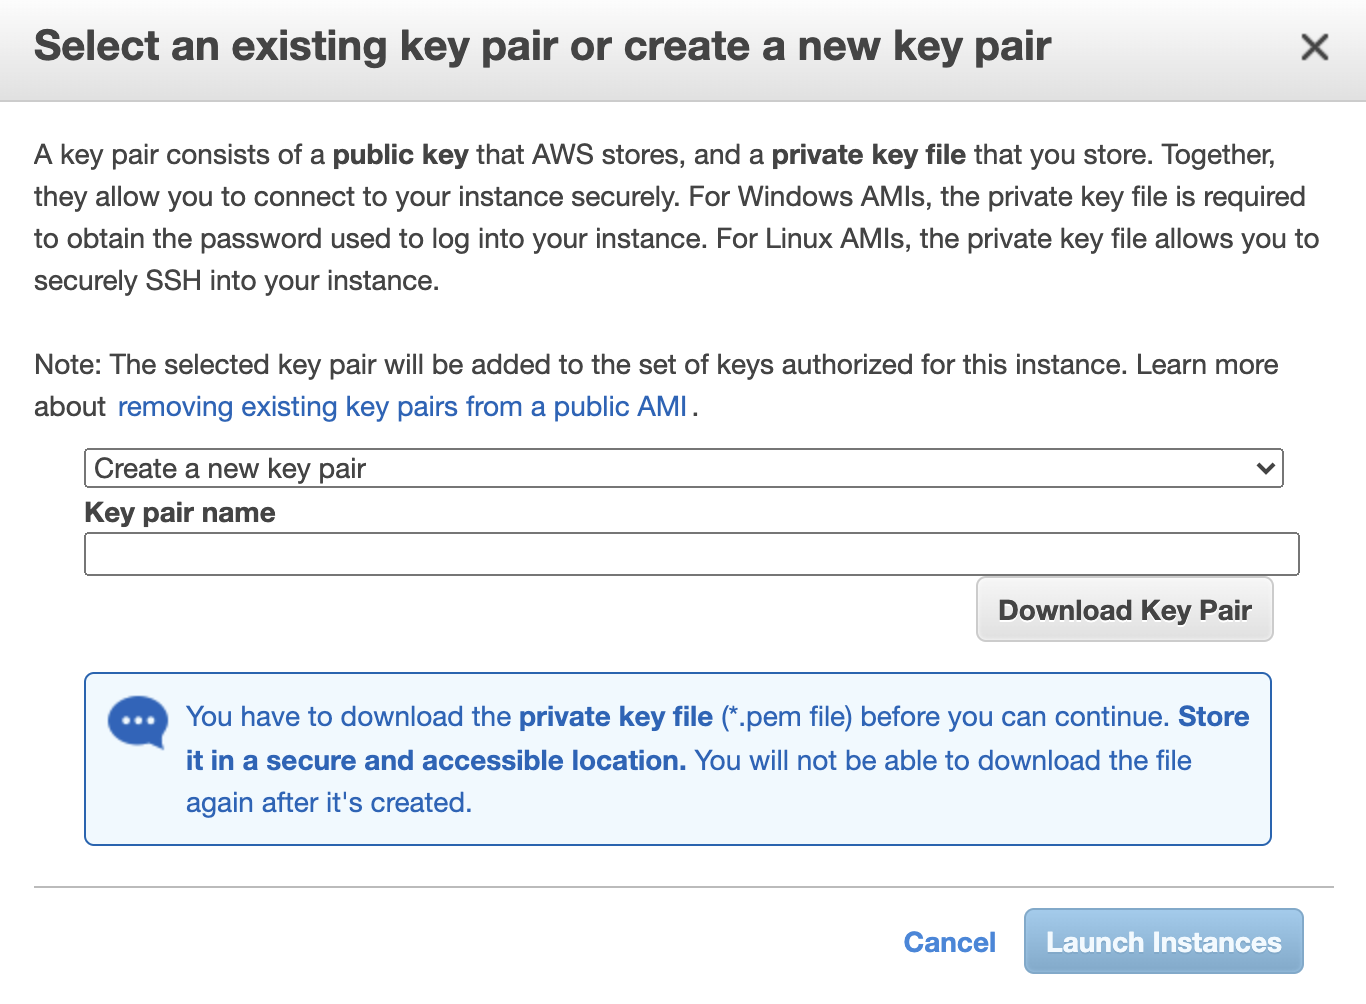 Select an existing key pair or create a new key pair
A key pair consists of a public key that AWS stores, and a private key file that you store. Together,
they allow you to connect to your instance securely. For Windows AMIs, the private key file is required
to obtain the password used to log into your instance. For Linux AMIs, the private key file allows you to
securely SSH into your instance.
Note: The selected key pair will be added to the set of keys authorized for this instance. Learn more
about removing existing key pairs from a public AMI .
Create a new key pair
Key pair name
Download Key Pair
You have to download the private key file (*.pem file) before you can continue. Store
it in a secure and accessible location. You will not be able to download the file
again after it's created.
Cancel
Launch Instances